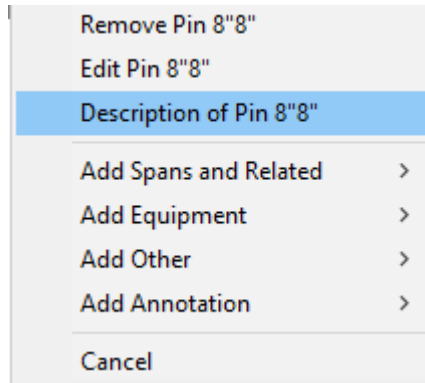 Remove Pin 8"8"
Edit Pin 8"8"
Description of Pin 8"8"
Add Spans and Related
Add Equipment
Add Other
Add Annotation
Cancel